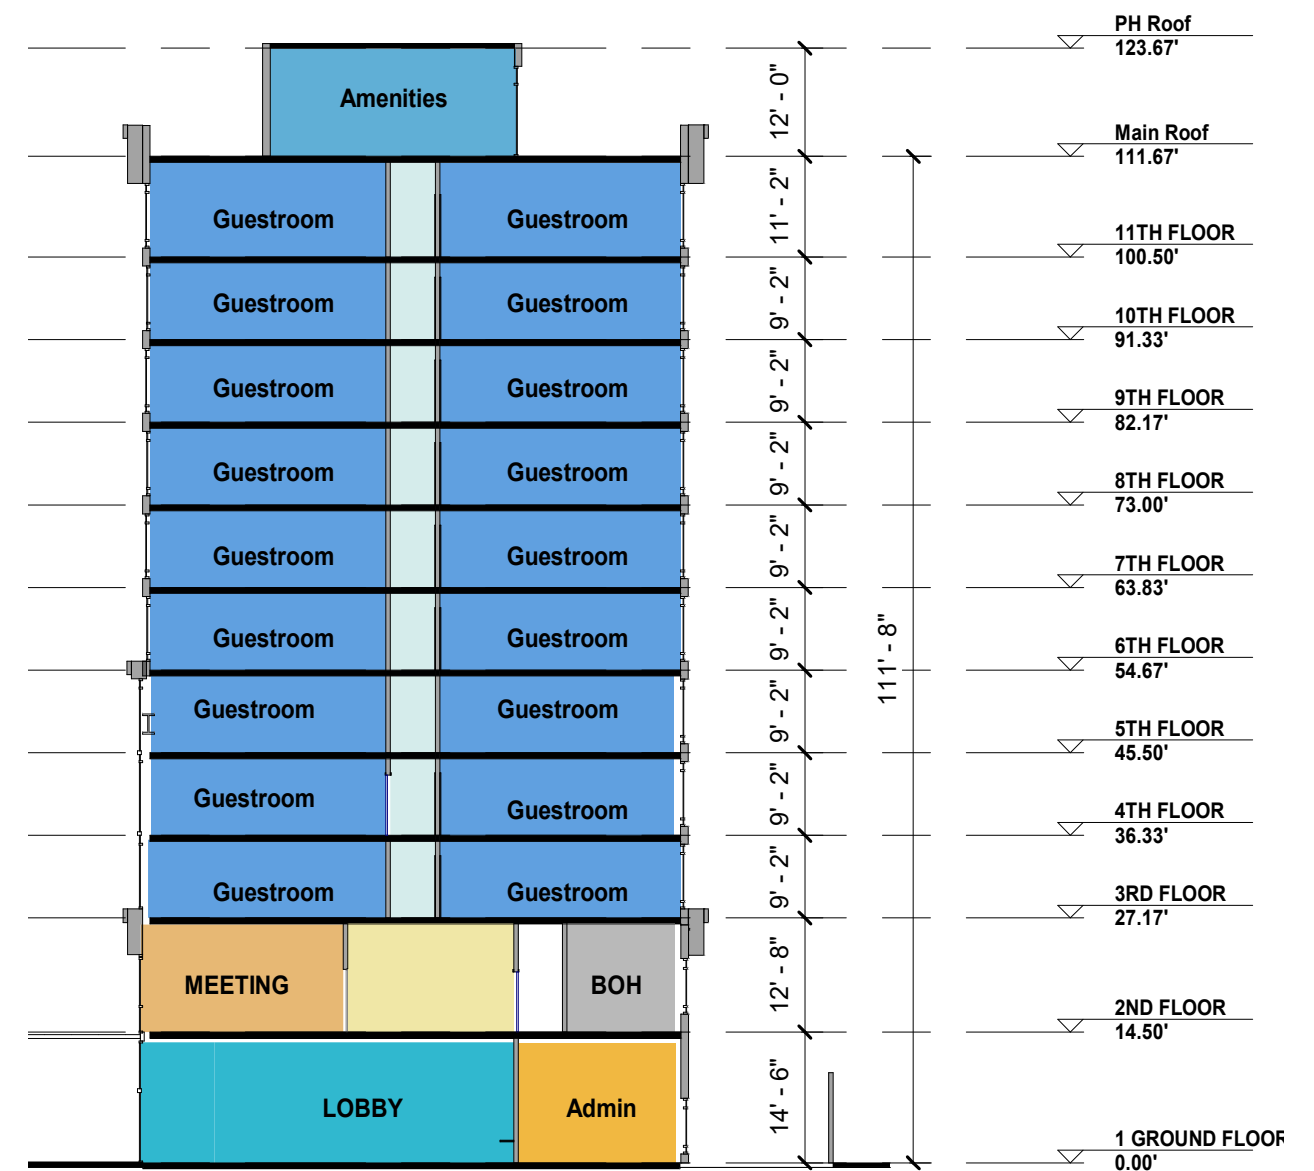 PH Roof
123.67'
Amenities
12' - 0"
Main Roof
111.67'
Guestroom
Guestroom
11' - 2"
11TH FLOOR
100.50'
Guestroom
Guestroom
9' - 2"
10TH FLOOR
91.33'
Guestroom
Guestroom
9' - 2"
9TH FLOOR
82.17'
Guestroom
Guestroom
9' - 2"
8TH FLOOR
73.00'
Guestroom
Guestroom
9' - 2"
7TH FLOOR
63.83'
Guestroom
Guestroom
9' - 2"
111' - 8"
6TH FLOOR
54.67'
Guestroom
Guestroom
9' - 2"
5TH FLOOR
45.50'
Guestroom
Guestroom
9' - 2"
4TH FLOOR
36.33'
Guestroom
Guestroom
9' - 2"
3RD FLOOR
27.17'
MEETING
BOH
12' - 8"
2ND FLOOR
14.50'
LOBBY
Admin
14' - 6"
1 GROUND FLOOR
0.00'